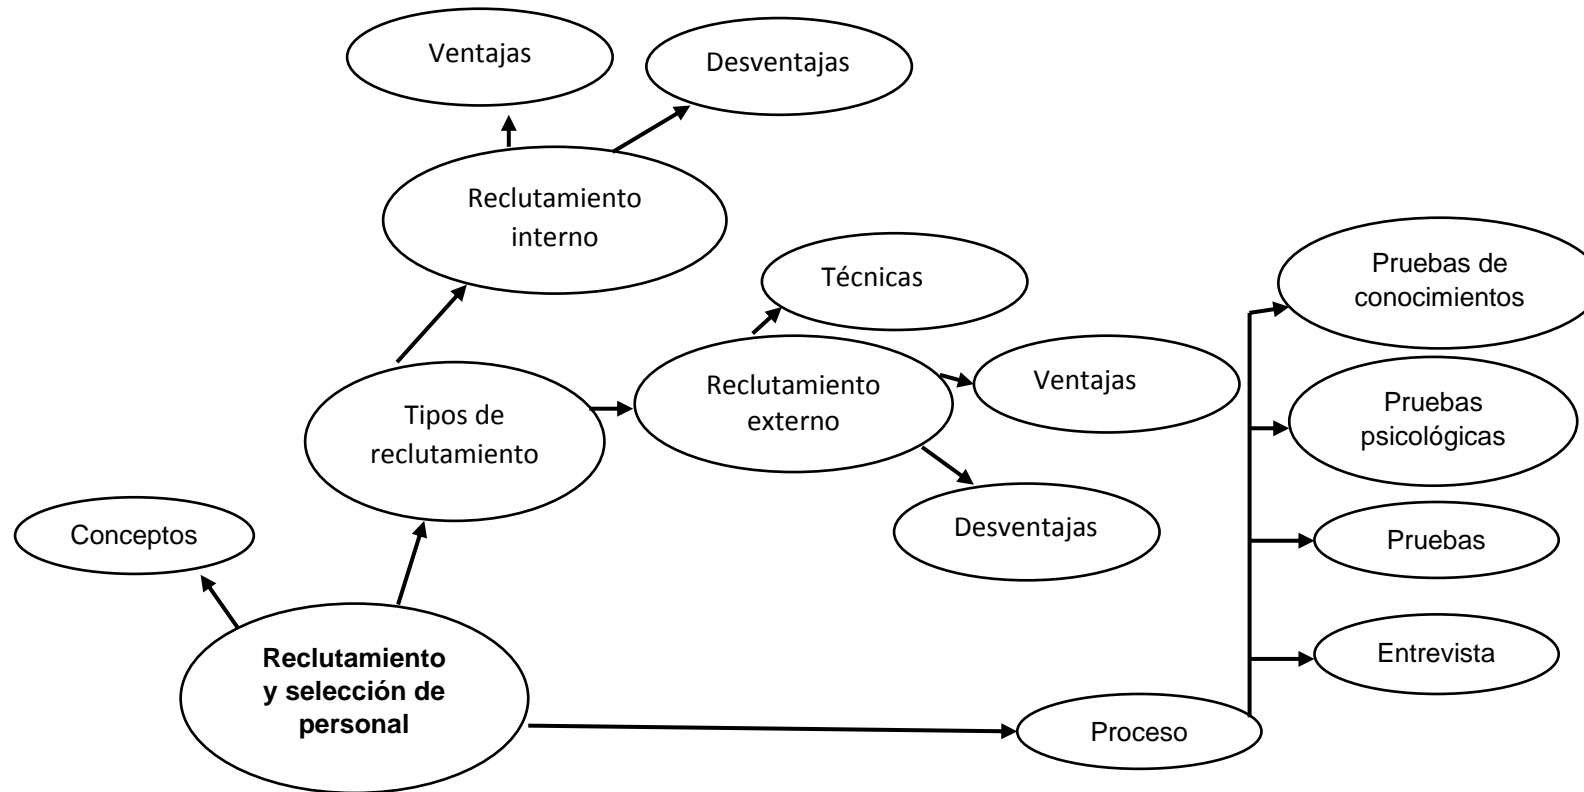 Ventajas
Desventajas
Reclutamiento
interno
Técnicas
Pruebas de
conocimientos
Reclutamiento
externo
Ventajas
Tipos de
reclutamiento
Pruebas
psicológicas
Desventajas
Conceptos
Pruebas
Entrevista
Reclutamiento
y selección de
personal
Proceso